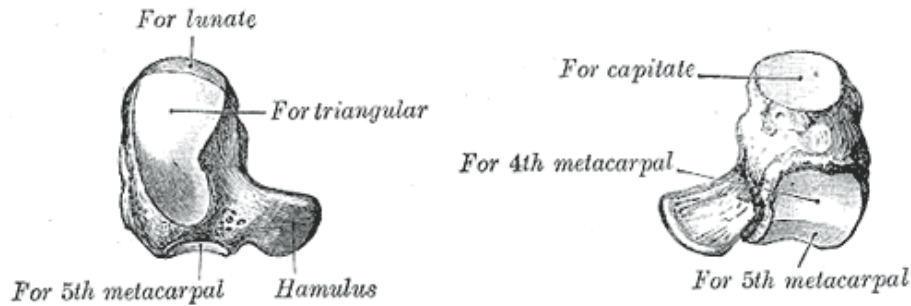 For lunate
For triangular
For 5th metacarpal
Hamulus
For capitate
For 4th metacarpal
For 5th metacarpal